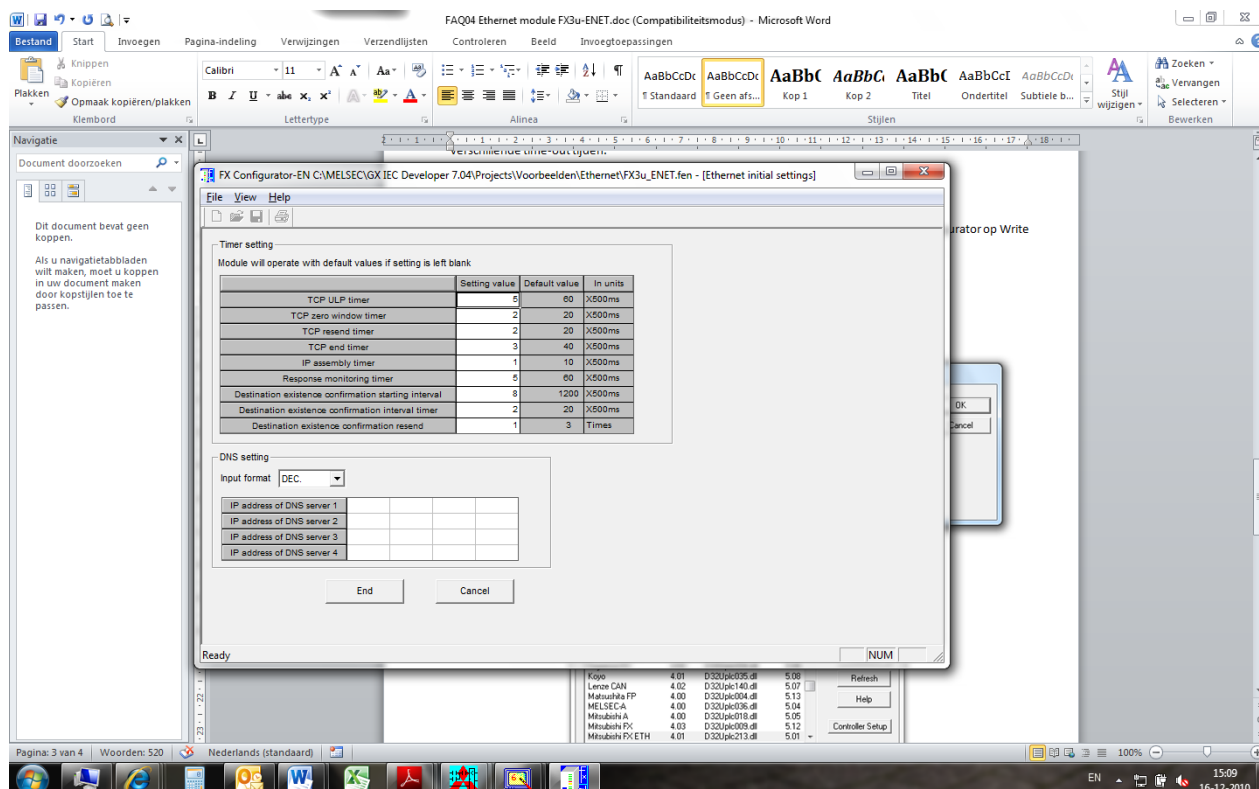 FAQ04 Ethernet module FX3u-ENET.doc (Compatibiliteitsmodus) - Microsoft Word
Bestand Start Invoegen Pagina-indeling Verwijzingen Verzendlijsten Controleren Beeld Invoegtoepassingen
Plakken
Knippen
Kopiëren
Opmaak kopiëren/plakken
Klembord
Calibri 11
Lettertype
Alinea
AaBbCcDc AaBbCcDc AaBb( AaBbC AaBb( AaBbCcI AaBbCcDc
¶ Standaard ¶ Geen afs... Kop 1 Kop 2 Titel Ondertitel Subtiele b...
Stijlen
Stijl wijzigen
Zoeken
Vervangen
Selecteren
Bewerken
Navigatie
Document doorzoeken
Dit document bevat geen
koppen.
Als u navigatietabbladen
wilt maken, moet u koppen
in uw document maken
door kopstijlen toe te
passen.
verschillende time-out tijden.
urator op Write
FX Configurator-EN C:\MELSEC\GX IEC Developer 7.04\Projects\Voorbeelden\Ethernet\FX3u_ENET.fen - [Ethernet initial settings]
File View Help
Timer setting
Module will operate with default values if setting is left blank
Setting value Default value In units
TCP ULP timer 5 60 X500ms
TCP zero window timer 2 20 X500ms
TCP resend timer 2 20 X500ms
TCP end timer 3 40 X500ms
IP assembly timer 1 10 X500ms
Response monitoring timer 5 60 X500ms
Destination existence confirmation starting interval 8 1200 X500ms
Destination existence confirmation interval timer 2 20 X500ms
Destination existence confirmation resend 1 3 Times
DNS setting
Input format DEC.
IP address of DNS server 1
IP address of DNS server 2
IP address of DNS server 3
IP address of DNS server 4
End Cancel
Ready NUM
OK
Cancel
Koyo 4.01 D32Uplc035.dll 5.08
Lenze CAN 4.02 D32Uplc140.dll 5.07
Matsushita FP 4.00 D32Uplc004.dll 5.13
MELSEC-A 4.00 D32Uplc036.dll 5.04
Mitsubishi A 4.00 D32Uplc018.dll 5.05
Mitsubishi FX 4.03 D32Uplc009.dll 5.12
Mitsubishi FX ETH 4.01 D32Uplc213.dll 5.01
Refresh
Help
Controller Setup
Pagina: 3 van 4 Woorden: 520 Nederlands (standaard) 100%
EN 15:09
16-12-2010